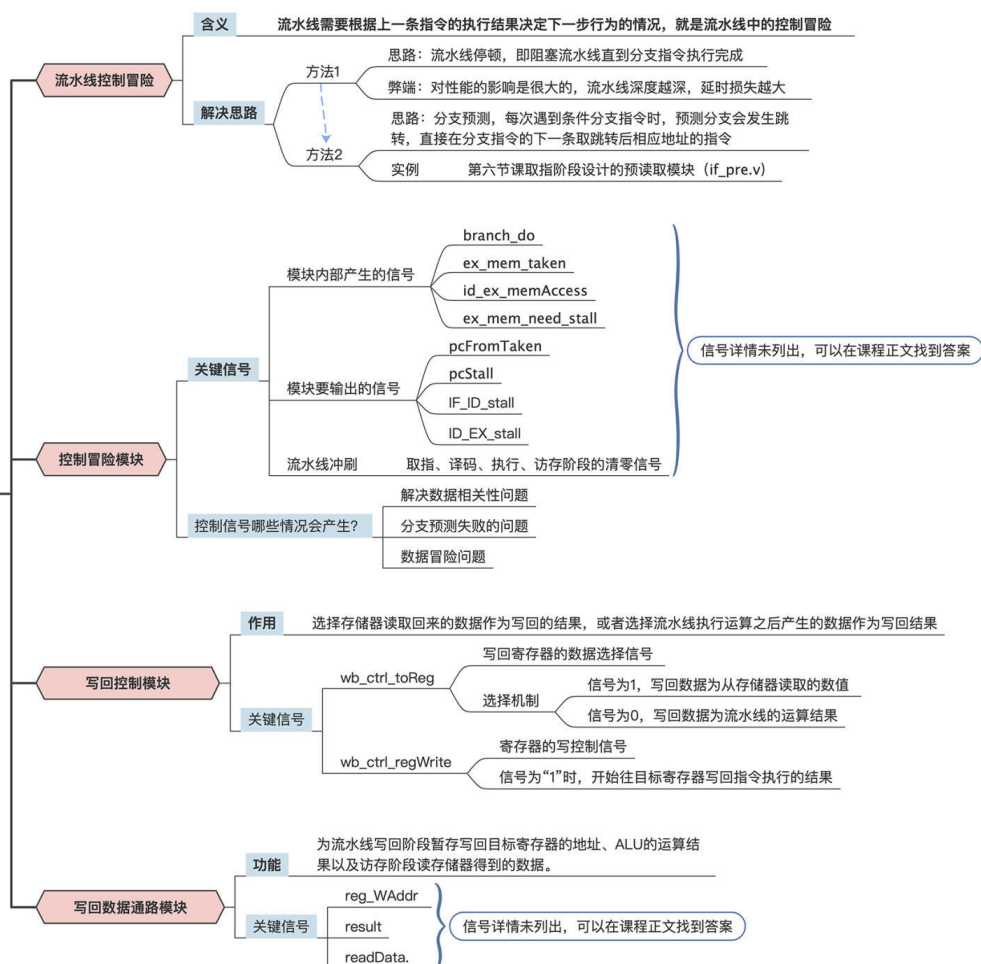 含义
流水线需要根据上一条指令的执行结果决定下一步行为的情况，就是流水线中的控制冒险
流水线控制冒险
解决思路
方法1
思路：流水线停顿，即阻塞流水线直到分支指令执行完成
弊端：对性能的影响是很大的，流水线深度越深，延时损失越大
方法2
思路：分支预测，每次遇到条件分支指令时，预测分支会发生跳
转，直接在分支指令的下一条取跳转后相应地址的指令
实例 第六节课取指阶段设计的预读取模块（if_pre.v）
控制冒险模块
关键信号
模块内部产生的信号
branch_do
ex_mem_taken
id_ex_memAccess
ex_mem_need_stall
模块要输出的信号
pcFromTaken
pcStall
IF_ID_stall
ID_EX_stall
流水线冲刷 取指、译码、执行、访存阶段的清零信号
信号详情未列出，可以在课程正文找到答案
控制信号哪些情况会产生？
解决数据相关性问题
分支预测失败的问题
数据冒险问题
写回控制模块
作用
选择存储器读取回来的数据作为写回的结果，或者选择流水线执行运算之后产生的数据作为写回结果
关键信号
wb_ctrl_toReg
写回寄存器的数据选择信号
选择机制
信号为1，写回数据为从存储器读取的数值
信号为0，写回数据为流水线的运算结果
wb_ctrl_regWrite
寄存器的写控制信号
信号为“1”时，开始往目标寄存器写回指令执行的结果
写回数据通路模块
功能
为流水线写回阶段暂存写回目标寄存器的地址、ALU的运算结
果以及访存阶段读存储器得到的数据。
关键信号
reg_WAddr
result
readData.
信号详情未列出，可以在课程正文找到答案